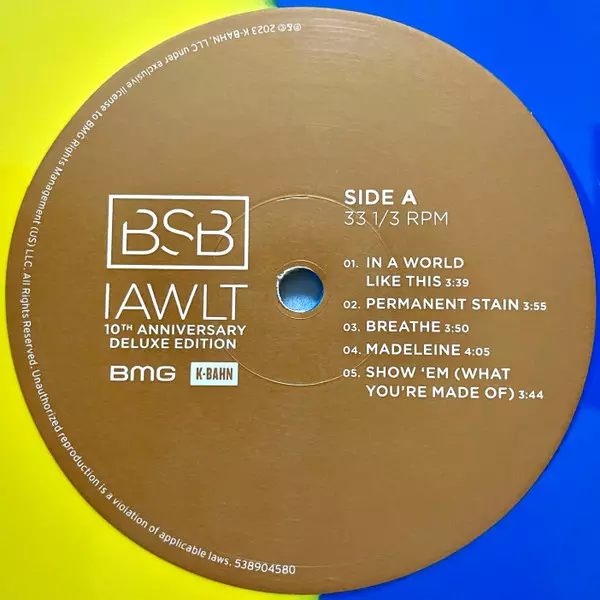 ℗&© 2023 K-BAHN, LLC under exclusive license to BMG Rights Management (US) LLC. All Rights Reserved. Unauthorized reproduction is a violation of applicable laws. 538904580
BSB
IAWLT
10TH ANNIVERSARY
DELUXE EDITION
BMG K-BAHN
SIDE A
33 1/3 RPM
01. IN A WORLD
LIKE THIS 3:39
02. PERMANENT STAIN 3:55
03. BREATHE 3:50
04. MADELEINE 4:05
05. SHOW ‘EM (WHAT
YOU’RE MADE OF) 3:44